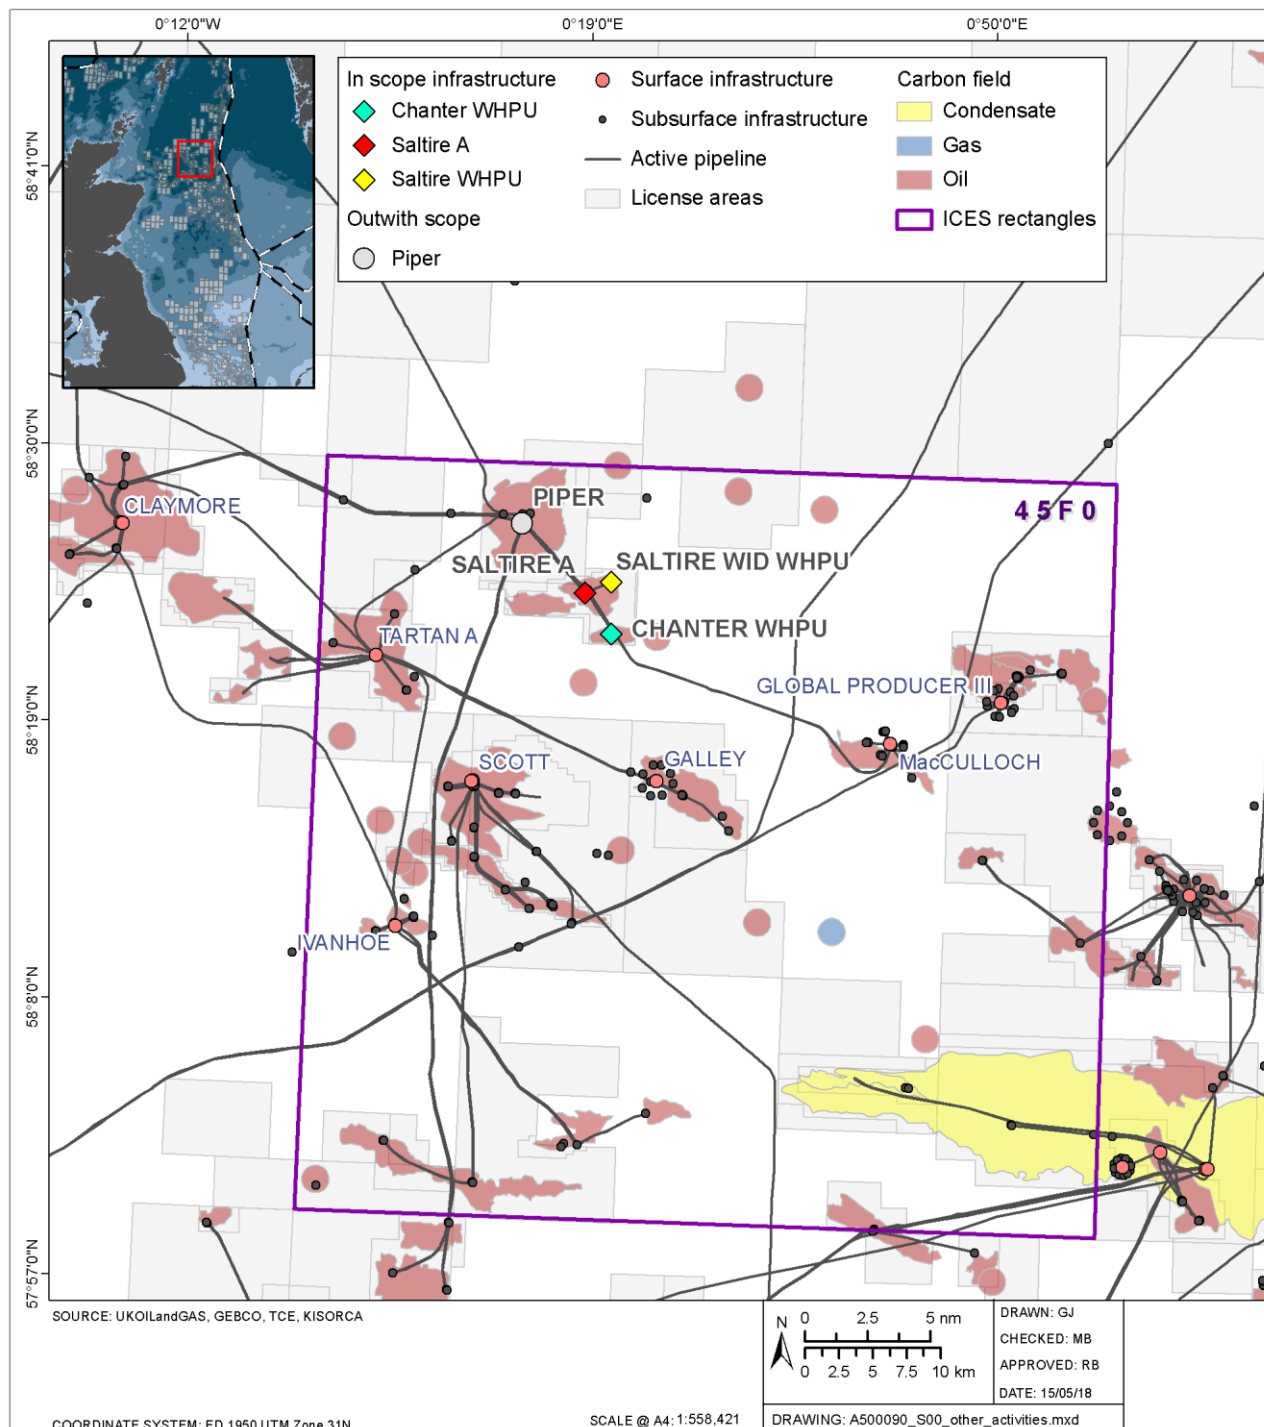 0°12'0"W 0°19'0"E 0°50'0"E
58°41'0"N
58°30'0"N
58°19'0"N
58°8'0"N
57°57'0"N
In scope infrastructure
Chanter WHPU
Saltire A
Saltire WHPU
Outwith scope
Piper
Surface infrastructure
Subsurface infrastructure
Active pipeline
License areas
Carbon field
Condensate
Gas
Oil
ICES rectangles
45F0
CLAYMORE
PIPER
SALTIRE A
SALTIRE WID WHPU
CHANTER WHPU
TARTAN A
GLOBAL PRODUCER III
MacCULLOCH
SCOTT
GALLEY
IVANHOE
SOURCE: UKOILandGAS, GEBCO, TCE, KISORCA
N
0 2.5 5 nm
0 2.5 5 7.5 10 km
DRAWN: GJ
CHECKED: MB
APPROVED: RB
DATE: 15/05/18
COORDINATE SYSTEM: ED 1950 UTM Zone 31N
SCALE @ A4: 1:558,421
DRAWING: A500090_S00_other_activities.mxd